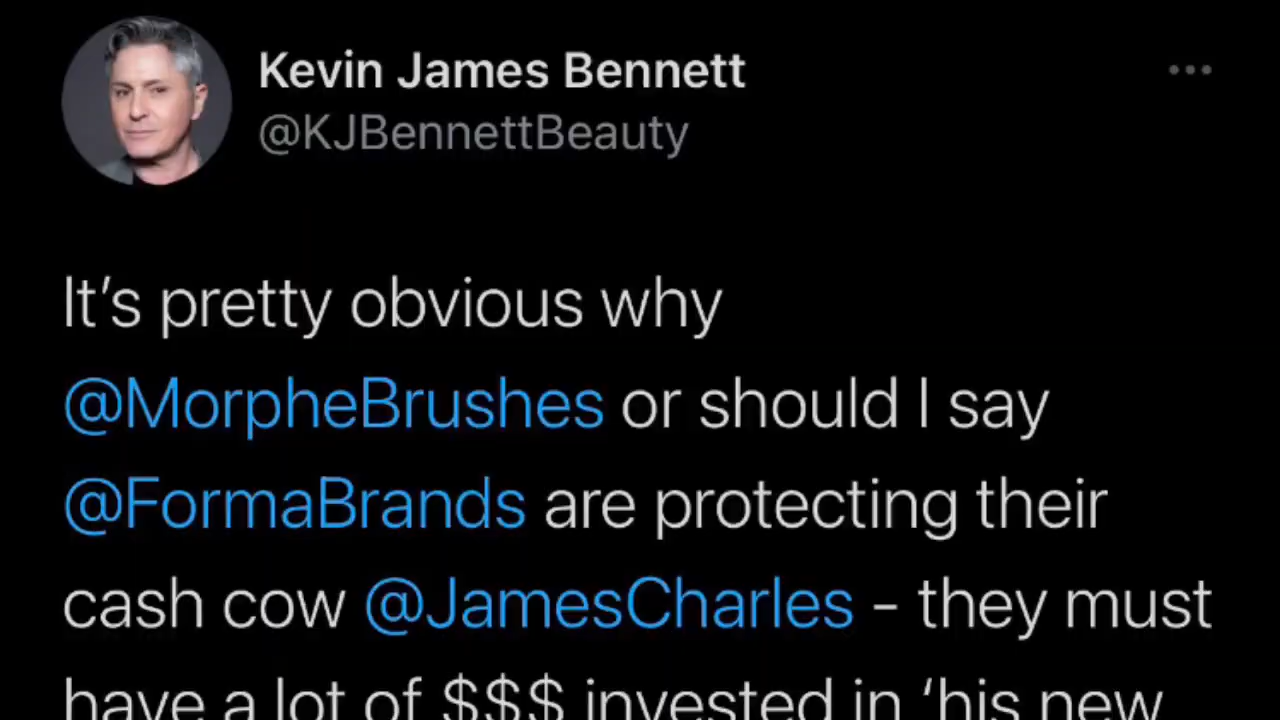 Kevin James Bennett
@KJBennettBeauty
It’s pretty obvious why
@MorpheBrushes or should I say
@FormaBrands are protecting their
cash cow @JamesCharles - they must
have a lot of $$$ invested in ‘his new